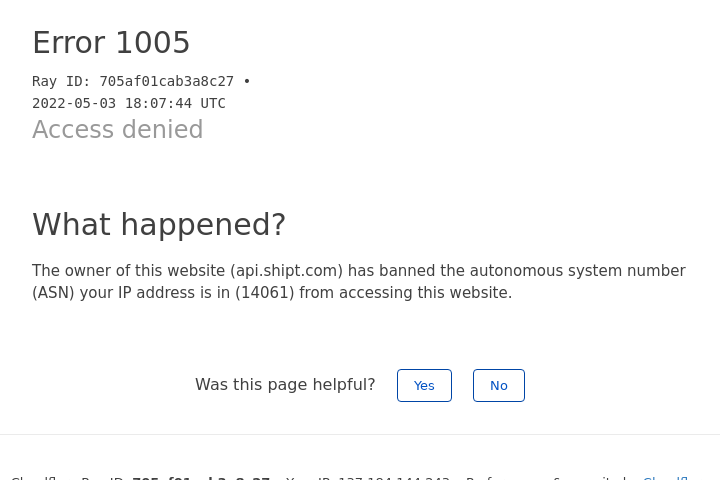 Error 1005
Ray ID: 705af01cab3a8c27 •
2022-05-03 18:07:44 UTC
Access denied
What happened?
The owner of this website (api.shipt.com) has banned the autonomous system number
(ASN) your IP address is in (14061) from accessing this website.
Was this page helpful? Yes No